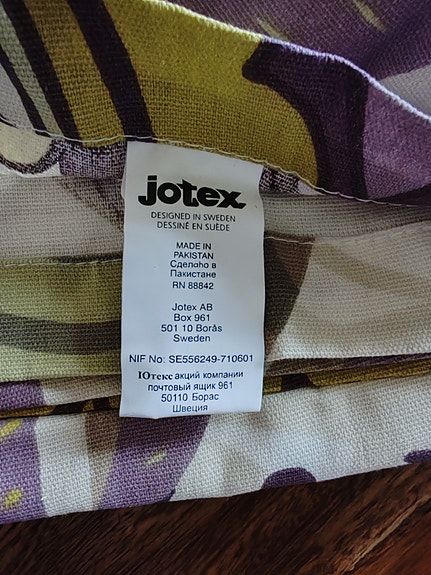 jotex
DESIGNED IN SWEDEN
DESSINÉ EN SUÈDE
MADE IN
PAKISTAN
Сделаһо в
Пакистане
RN 88842
Jotex AB
Box 961
501 10 Borås
Sweden
NIF No: SE556249-710601
Ютекс акций компании
почтовый ящик 961
50110 Борас
Швеция